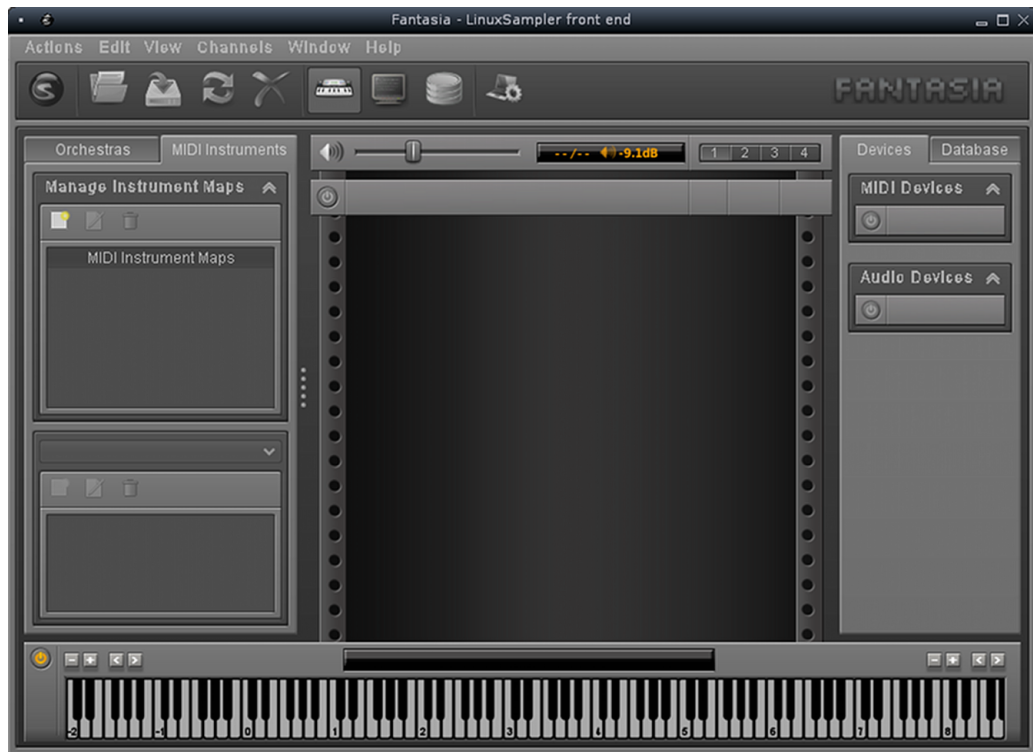 Fantasia - LinuxSampler front end
Actions Edit View Channels Window Help
FANTASIA
Orchestras MIDI Instruments
--/-- -9.1dB
1 2 3 4
Devices Database
Manage Instrument Maps
MIDI Instrument Maps
MIDI Devices
Audio Devices
-2 -1 0 1 2 3 4 5 6 7 8